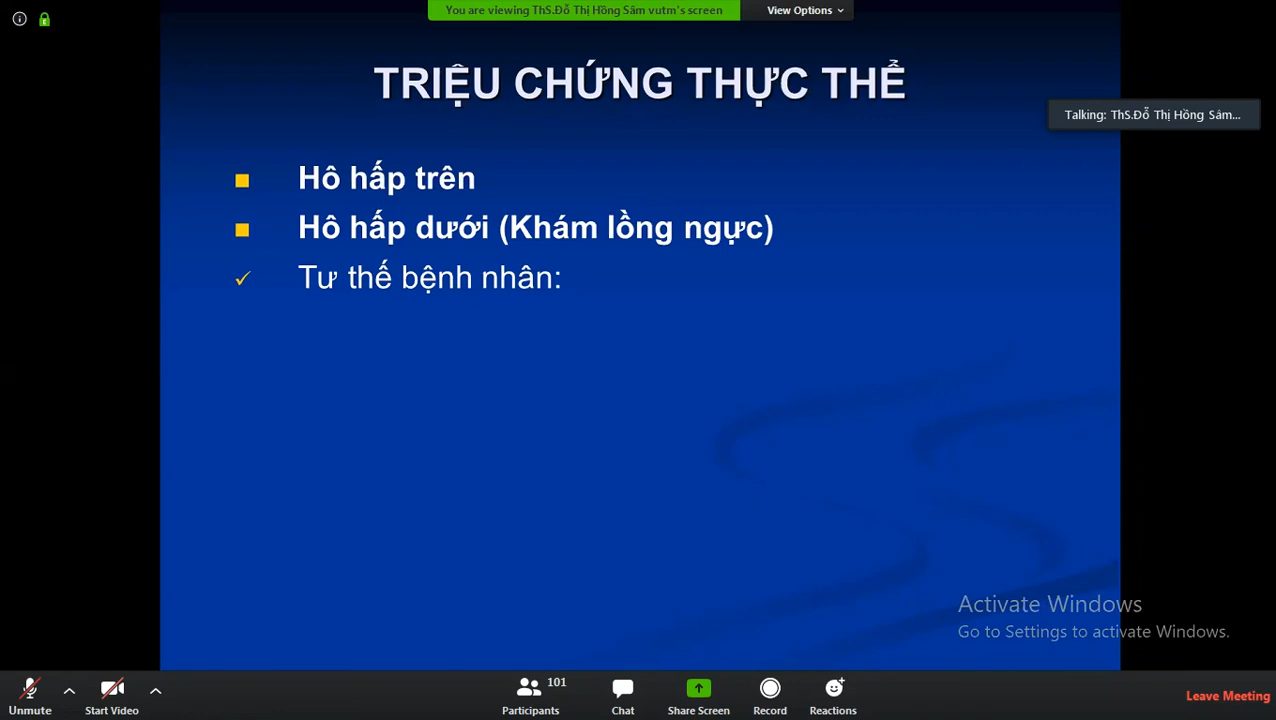 You are viewing ThS.Đỗ Thị Hồng Sâm vutm's screen
View Options
TRIỆU CHỨNG THỰC THỂ
Talking: ThS.Đỗ Thị Hồng Sâm...
Hô hấp trên
Hô hấp dưới (Khám lồng ngực)
Tư thế bệnh nhân:
Activate Windows
Go to Settings to activate Windows.
101
Unmute
Start Video
Participants
Chat
Share Screen
Record
Reactions
Leave Meeting